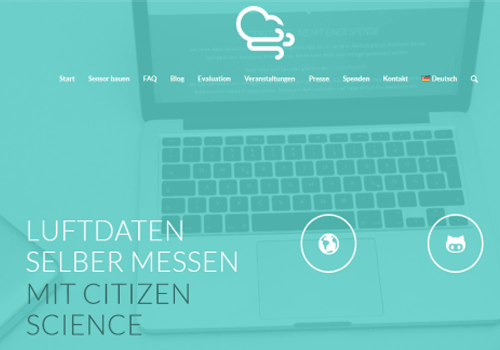 Start Sensor bauen FAQ Blog Evaluation Veranstaltungen Presse Spenden Kontakt Deutsch
LUFTDATEN
SELBER MESSEN
MIT CITIZEN
SCIENCE